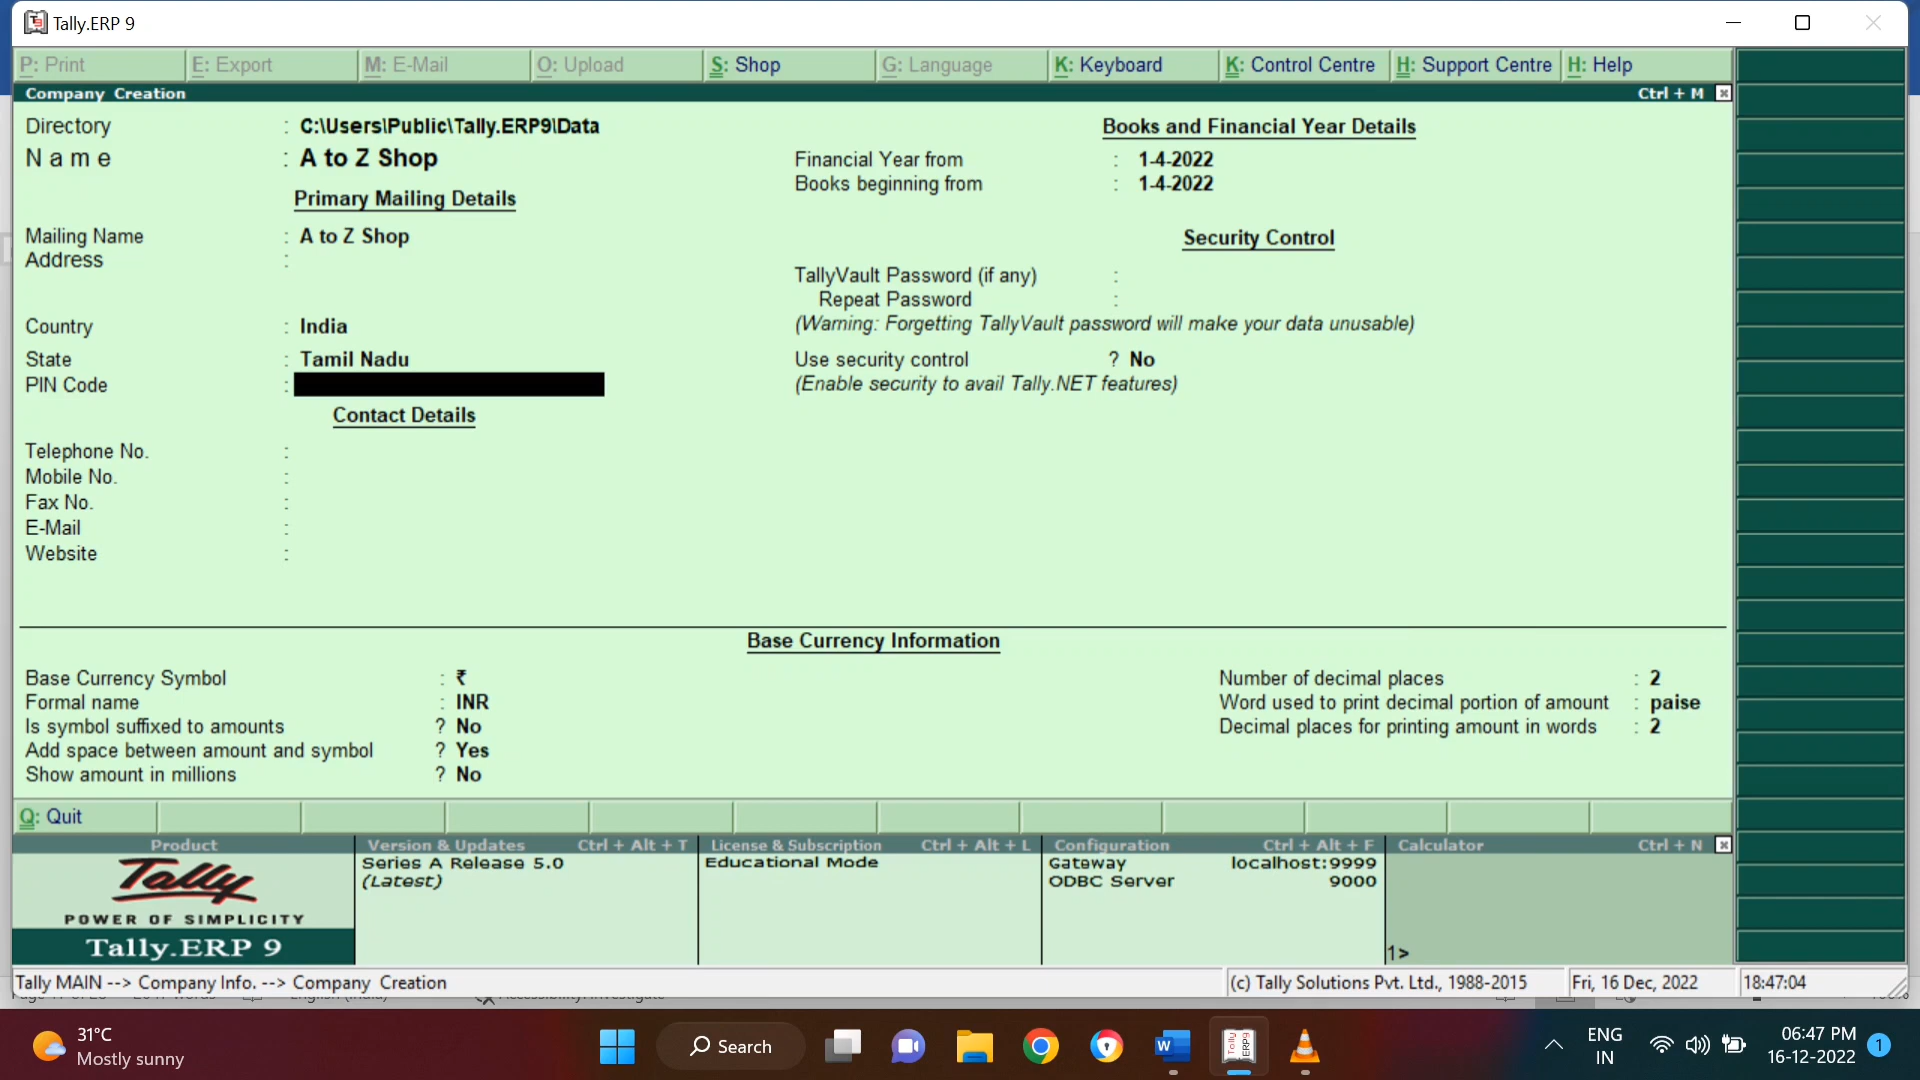 Tally.ERP 9
P: Print E: Export M: E-Mail O: Upload S: Shop G: Language K: Keyboard K: Control Centre H: Support Centre H: Help
Company Creation Ctrl + M
Directory : C:\Users\Public\Tally.ERP9\Data
Name : A to Z Shop
Primary Mailing Details
Mailing Name : A to Z Shop
Address :
Country : India
State : Tamil Nadu
PIN Code :
Contact Details
Telephone No. :
Mobile No. :
Fax No. :
E-Mail :
Website :
Books and Financial Year Details
Financial Year from : 1-4-2022
Books beginning from : 1-4-2022
Security Control
TallyVault Password (if any) :
Repeat Password :
(Warning: Forgetting TallyVault password will make your data unusable)
Use security control ? No
(Enable security to avail Tally.NET features)
Base Currency Information
Base Currency Symbol : ₹
Formal name : INR
Is symbol suffixed to amounts ? No
Add space between amount and symbol ? Yes
Show amount in millions ? No
Number of decimal places : 2
Word used to print decimal portion of amount : paise
Decimal places for printing amount in words : 2
Q: Quit
Product
Tally
POWER OF SIMPLICITY
Tally.ERP 9
Version & Updates Ctrl + Alt + T
Series A Release 5.0
(Latest)
License & Subscription Ctrl + Alt + L
Educational Mode
Configuration Ctrl + Alt + F
Gateway localhost:9999
ODBC Server 9000
Calculator Ctrl + N
1>
Tally MAIN --> Company Info. --> Company Creation (c) Tally Solutions Pvt. Ltd., 1988-2015 Fri, 16 Dec, 2022 18:47:04
31°C
Mostly sunny
Search
ENG
IN
06:47 PM
16-12-2022
1